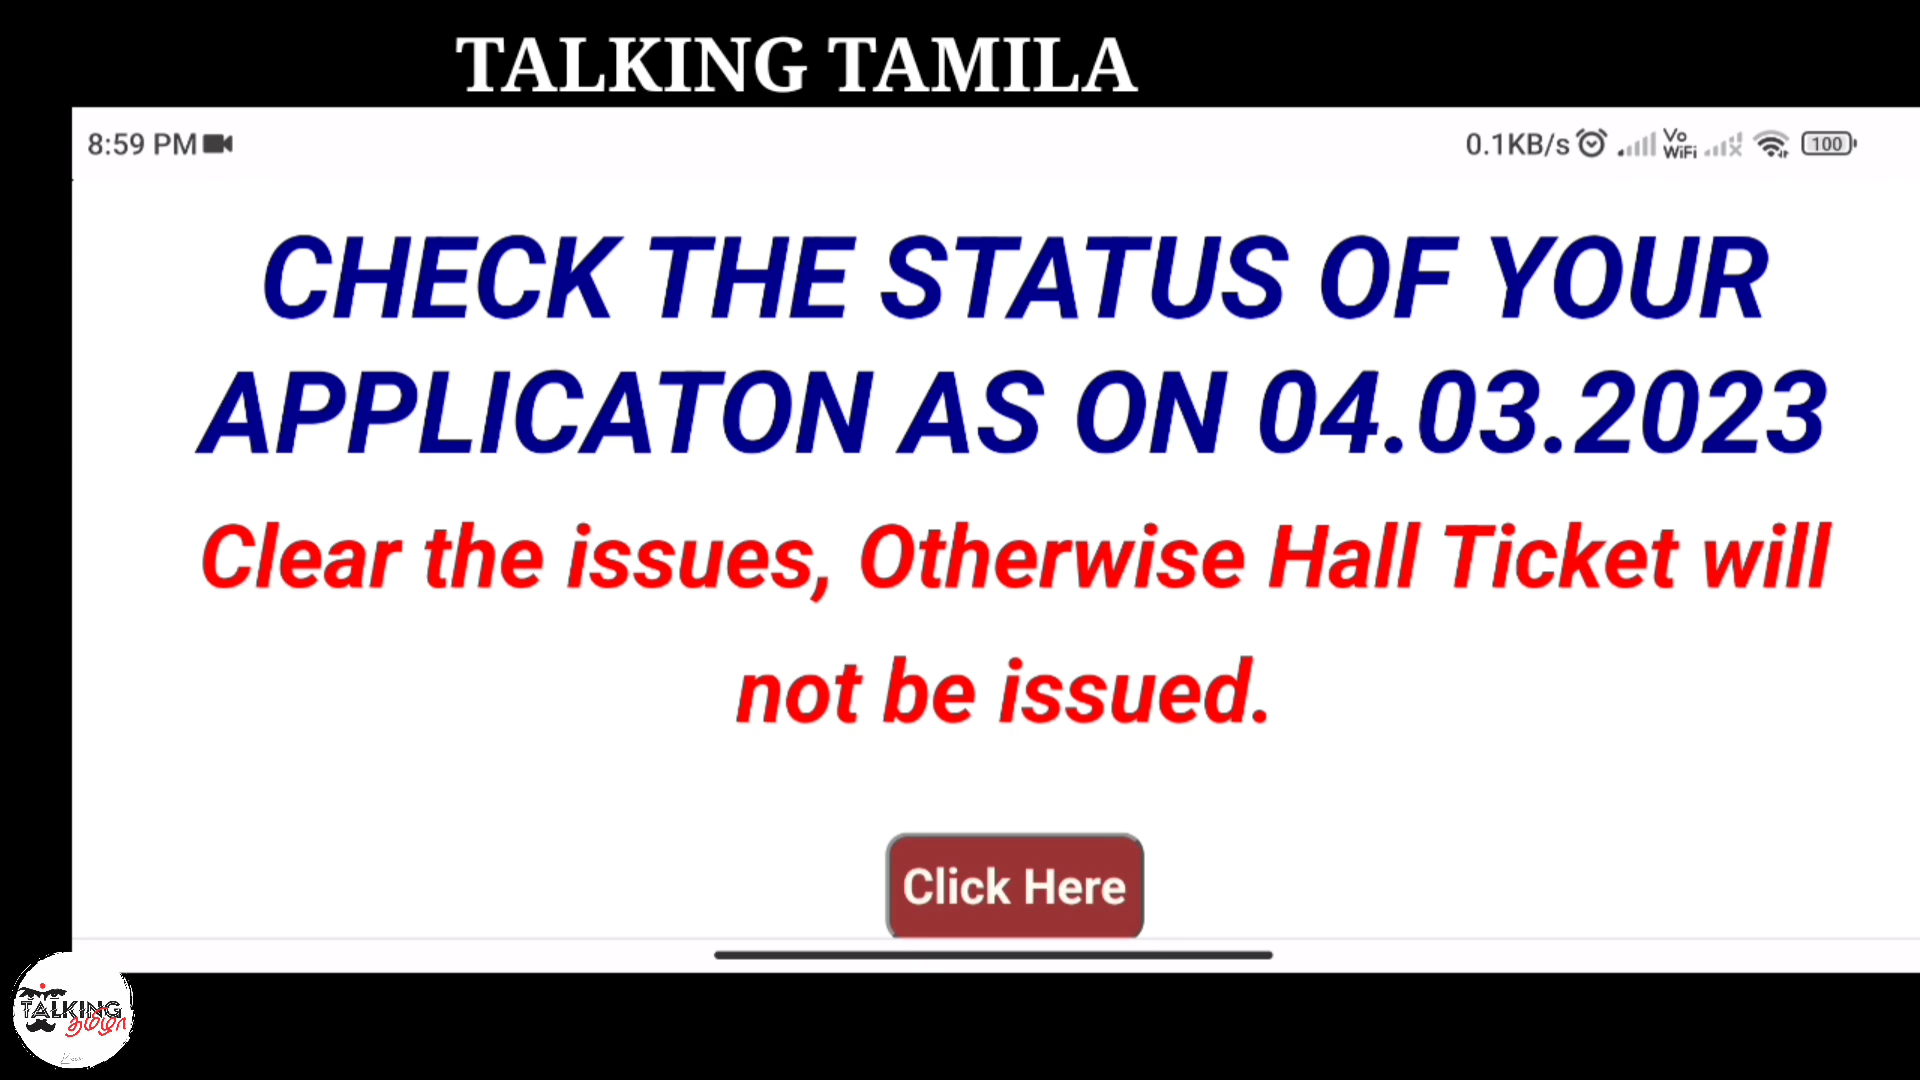 TALKING TAMILA
8:59 PM
0.1KB/s
Vo
WiFi
100
CHECK THE STATUS OF YOUR
APPLICATON AS ON 04.03.2023
Clear the issues, Otherwise Hall Ticket will
not be issued.
Click Here
TALKING
தமிழா